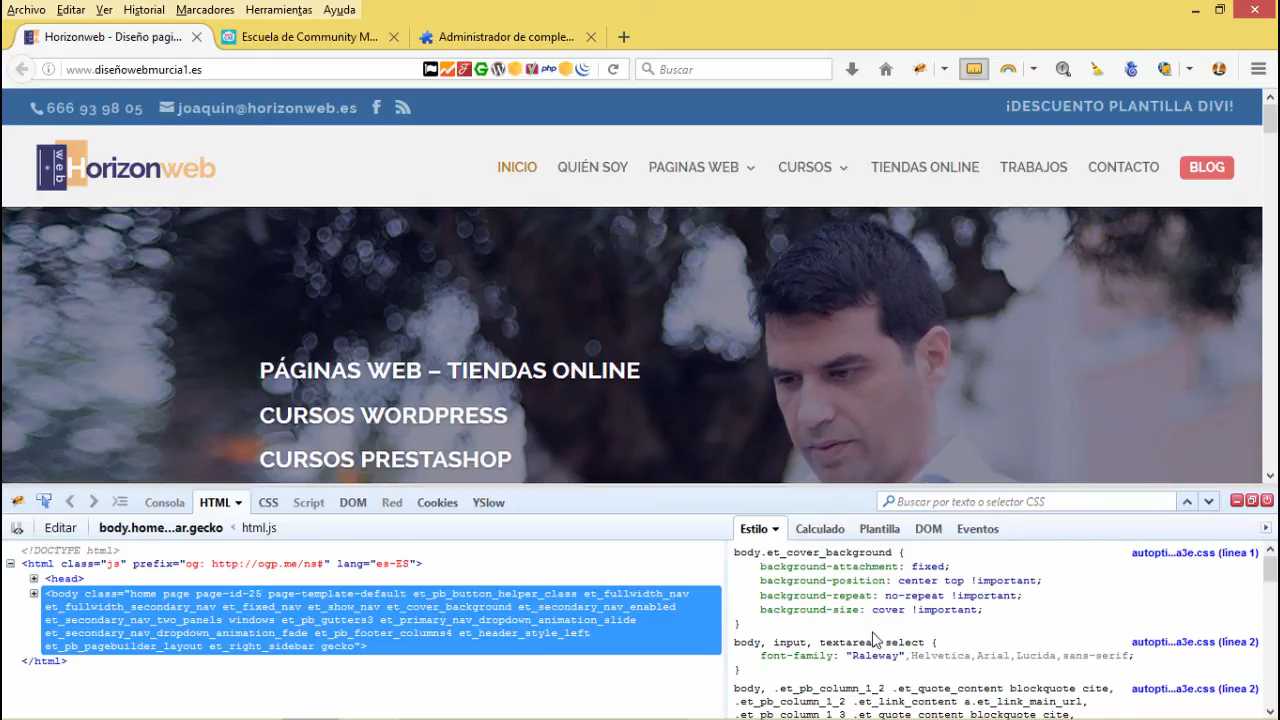 Archivo Editar Ver Historial Marcadores Herramientas Ayuda
Horizonweb - Diseño pagi... Escuela de Community M... Administrador de comple...
www.diseñowebmurcia1.es php Buscar
666 93 98 05 joaquin@horizonweb.es ¡DESCUENTO PLANTILLA DIVI!
web Horizonweb
INICIO QUIÉN SOY PAGINAS WEB CURSOS TIENDAS ONLINE TRABAJOS CONTACTO BLOG
PÁGINAS WEB – TIENDAS ONLINE
CURSOS WORDPRESS
CURSOS PRESTASHOP
Consola HTML CSS Script DOM Red Cookies YSlow Buscar por texto o selector CSS
Editar body.home...ar.gecko < html.js Estilo Calculado Plantilla DOM Eventos
<!DOCTYPE html>
<html class="js" prefix="og: http://ogp.me/ns#" lang="es-ES">
<head>
<body class="home page page-id-25 page-template-default et_pb_button_helper_class et_fullwidth_nav
et_fullwidth_secondary_nav et_fixed_nav et_show_nav et_cover_background et_secondary_nav_enabled
et_secondary_nav_two_panels windows et_pb_gutters3 et_primary_nav_dropdown_animation_slide
et_secondary_nav_dropdown_animation_fade et_pb_footer_columns4 et_header_style_left
et_pb_pagebuilder_layout et_right_sidebar gecko">
</html>
body.et_cover_background { autopti...a3e.css (línea 1)
background-attachment: fixed;
background-position: center top !important;
background-repeat: no-repeat !important;
background-size: cover !important;
}
body, input, textarea, select { autopti...a3e.css (línea 2)
font-family: "Raleway",Helvetica,Arial,Lucida,sans-serif;
}
body, .et_pb_column_1_2 .et_quote_content blockquote cite, autopti...a3e.css (línea 2)
.et_pb_column_1_2 .et_link_content a.et_link_main_url,
.et_pb_column_1_3 .et_quote_content blockquote cite,